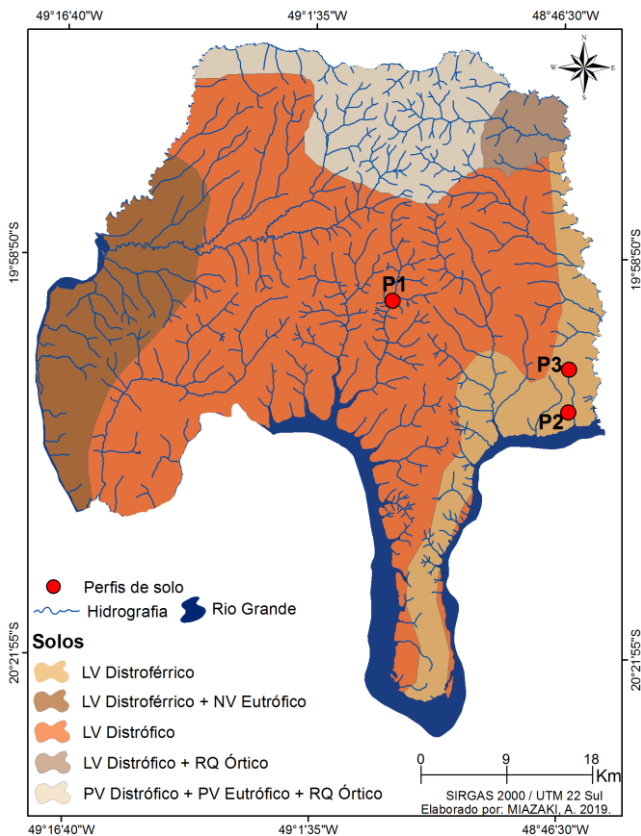 49°16'40"W 49°1'35"W 48°46'30"W
N
W E
S
19°58'50"S 19°58'50"S
P1
P3
P2
Perfis de solo
Hidrografia Rio Grande
Solos
20°21'55"S 20°21'55"S
LV Distroférrico
LV Distroférrico + NV Eutrófico
LV Distrófico
LV Distrófico + RQ Órtico
PV Distrófico + PV Eutrófico + RQ Órtico
0 9 18
Km
SIRGAS 2000 / UTM 22 Sul
Elaborado por: MIAZAKI, A. 2019.
49°16'40"W 49°1'35"W 48°46'30"W